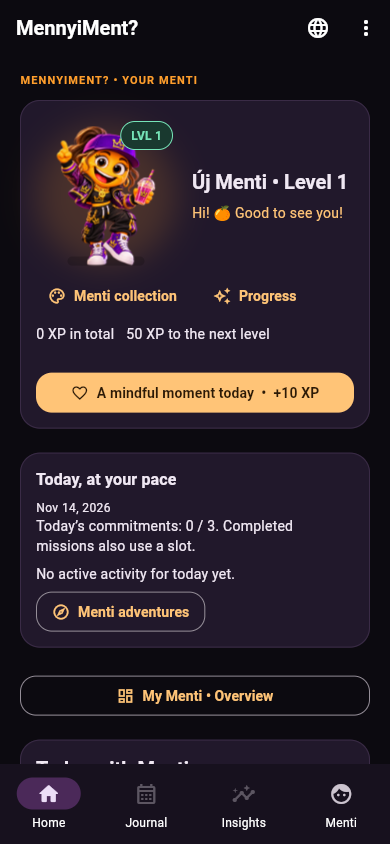 MennyiMent?
MENNYIMENT? • YOUR MENTI
LVL 1
Új Menti • Level 1
Hi! 🍊 Good to see you!
Menti collection
Progress
0 XP in total 50 XP to the next level
A mindful moment today • +10 XP
Today, at your pace
Nov 14, 2026
Today's commitments: 0 / 3. Completed
missions also use a slot.
No active activity for today yet.
Menti adventures
My Menti • Overview
Home
Journal
Insights
Menti